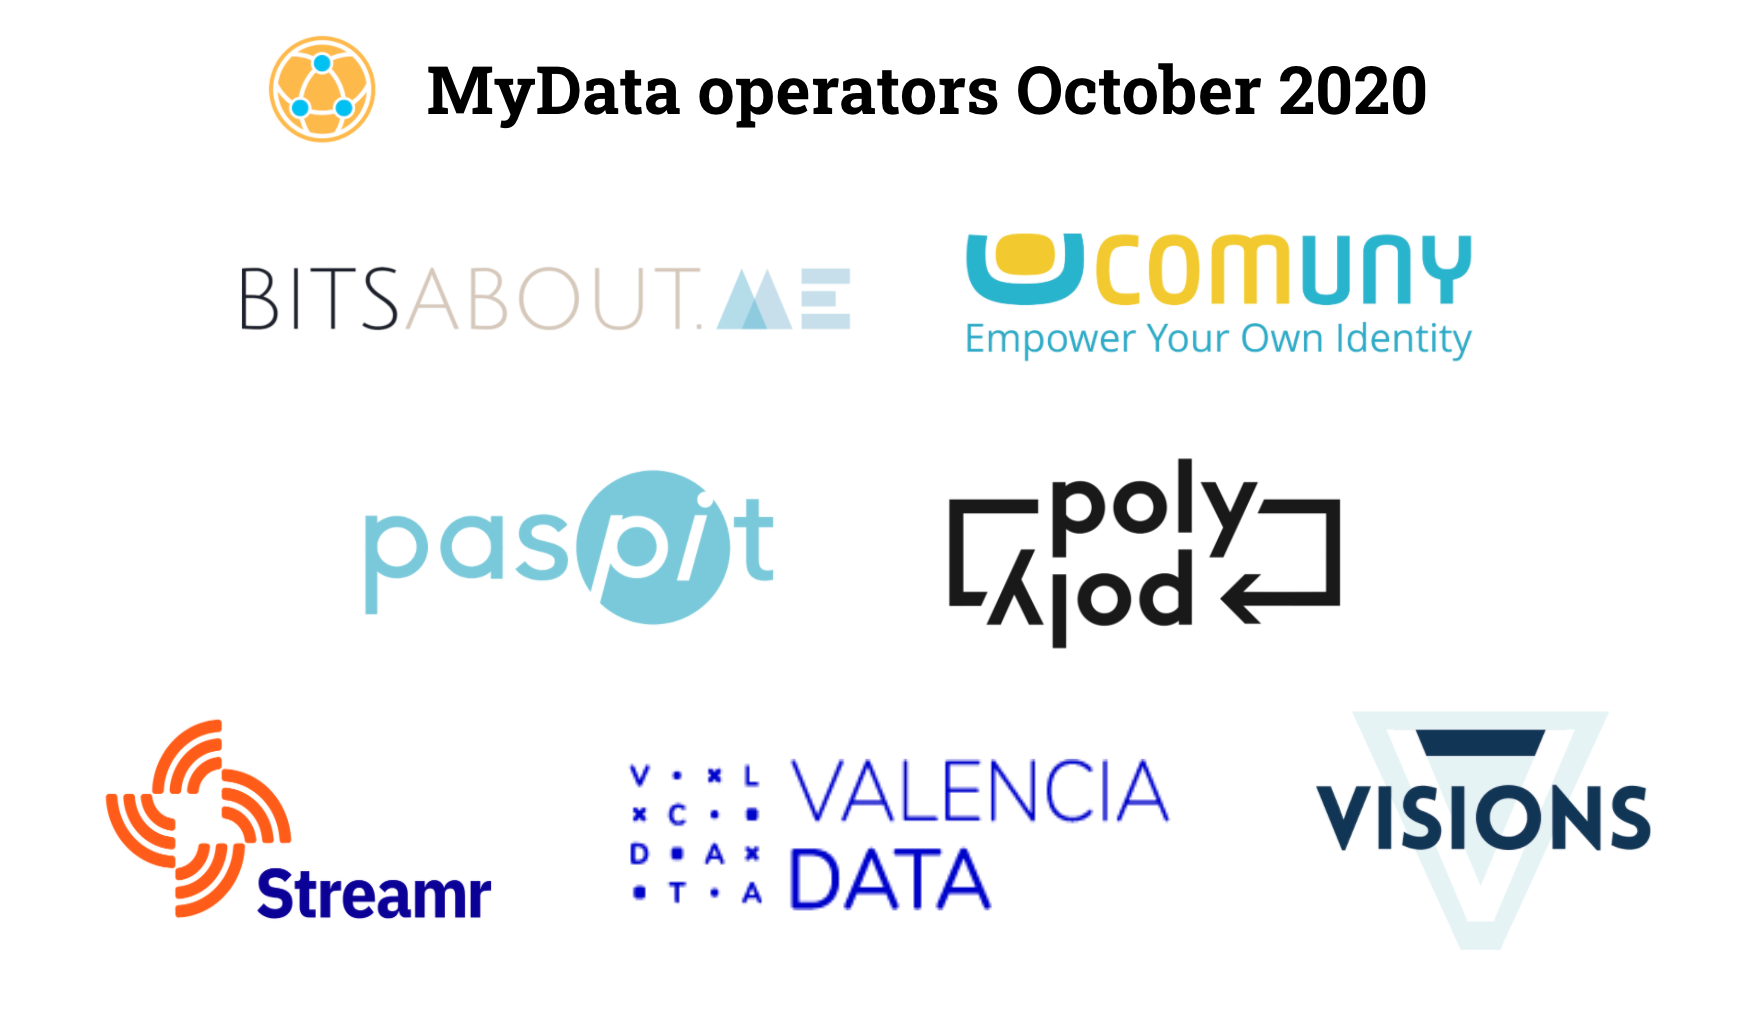 MyData operators October 2020
BITSABOUT.ME
COMUNY
Empower Your Own Identity
paspit
poly
poly
Streamr
V · x L
x C · ▪
D ▪ A x
▪ T · A
VALENCIA
DATA
VISIONS